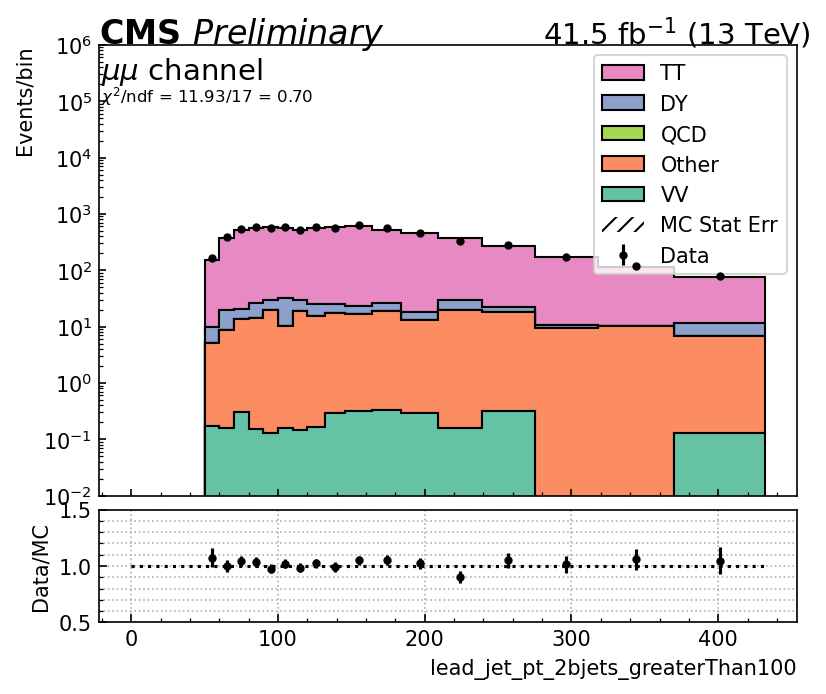 CMS Preliminary 41.5 fb⁻¹ (13 TeV)
Events/bin
μμ channel
χ²/ndf = 11.93/17 = 0.70
10⁶
10⁵
10⁴
10³
10²
10¹
10⁰
10⁻¹
10⁻²
TT
DY
QCD
Other
VV
MC Stat Err
Data
Data/MC
1.5
1.0
0.5
0 100 200 300 400
lead_jet_pt_2bjets_greaterThan100